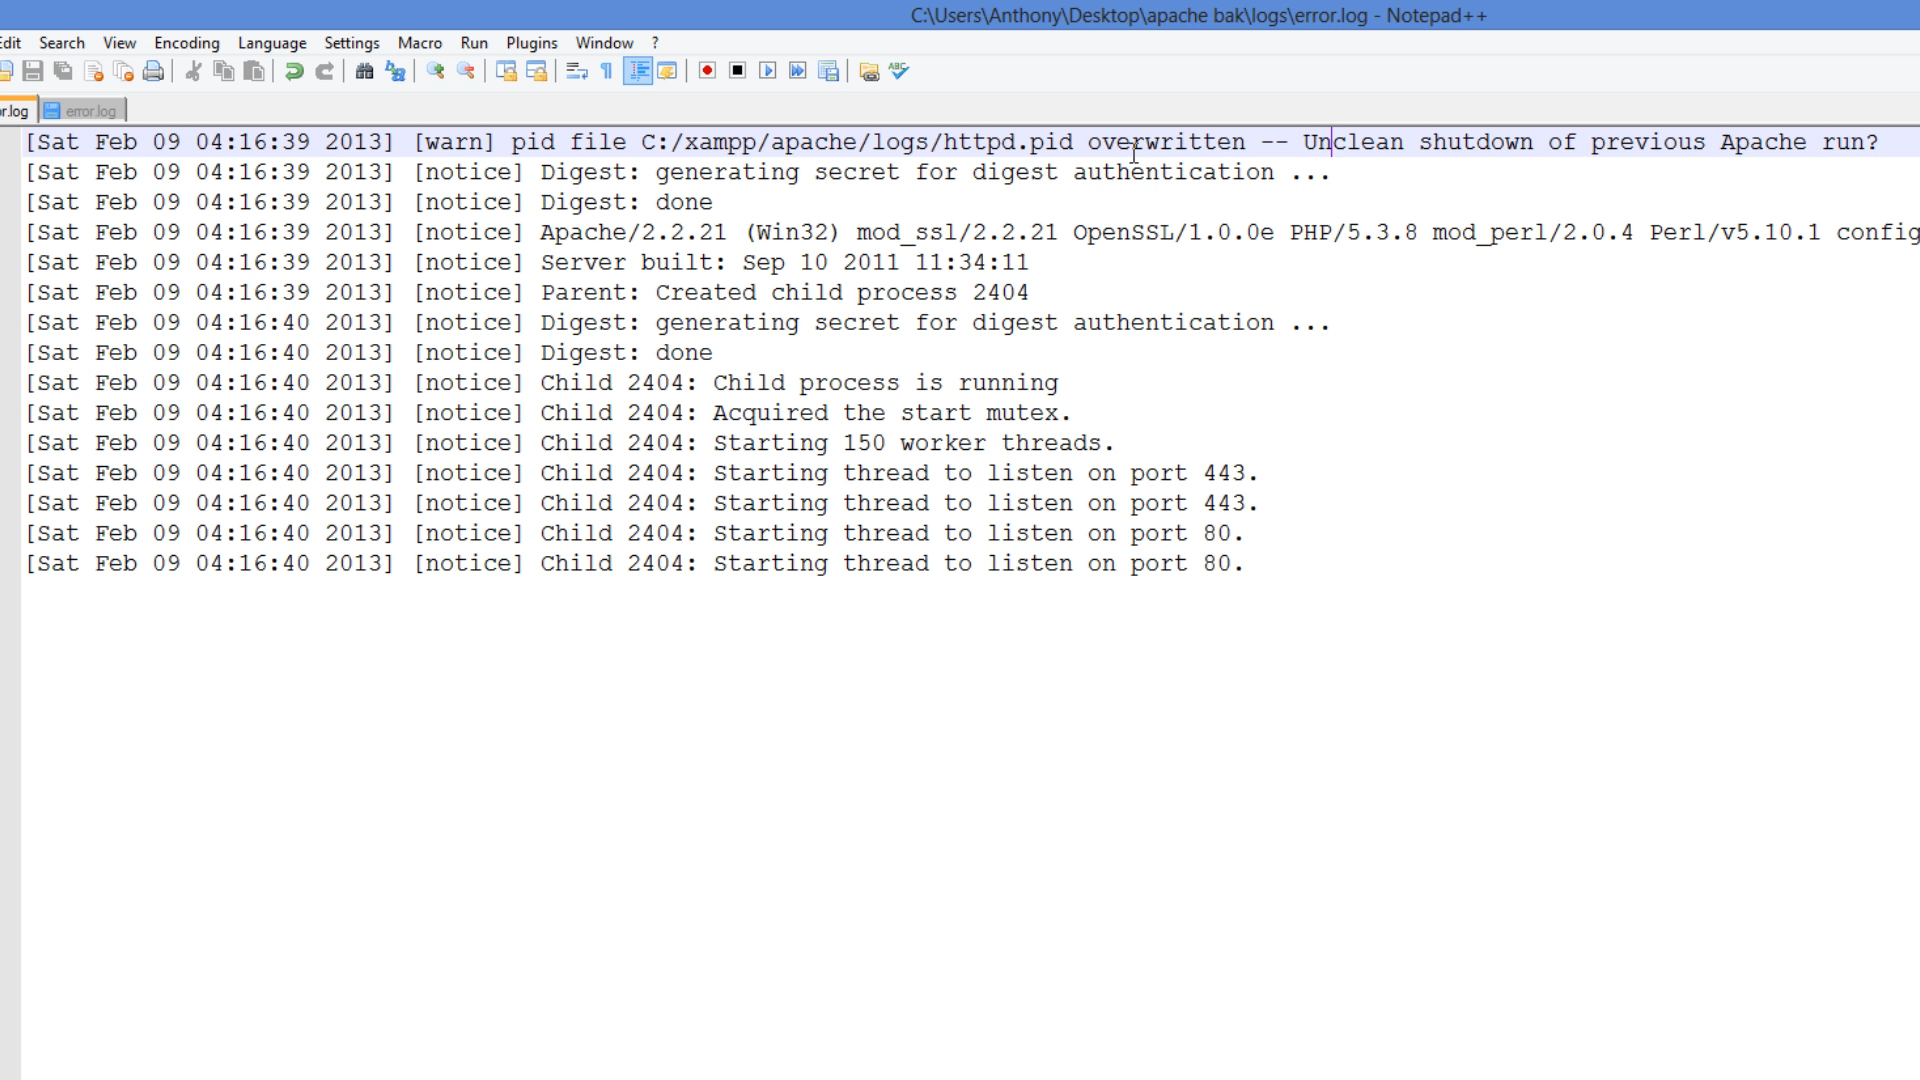 C:\Users\Anthony\Desktop\apache bak\logs\error.log - Notepad++
Edit Search View Encoding Language Settings Macro Run Plugins Window ?
ABC
r.log error.log
[Sat Feb 09 04:16:39 2013] [warn] pid file C:/xampp/apache/logs/httpd.pid overwritten -- Unclean shutdown of previous Apache run?
[Sat Feb 09 04:16:39 2013] [notice] Digest: generating secret for digest authentication ...
[Sat Feb 09 04:16:39 2013] [notice] Digest: done
[Sat Feb 09 04:16:39 2013] [notice] Apache/2.2.21 (Win32) mod_ssl/2.2.21 OpenSSL/1.0.0e PHP/5.3.8 mod_perl/2.0.4 Perl/v5.10.1 config
[Sat Feb 09 04:16:39 2013] [notice] Server built: Sep 10 2011 11:34:11
[Sat Feb 09 04:16:39 2013] [notice] Parent: Created child process 2404
[Sat Feb 09 04:16:40 2013] [notice] Digest: generating secret for digest authentication ...
[Sat Feb 09 04:16:40 2013] [notice] Digest: done
[Sat Feb 09 04:16:40 2013] [notice] Child 2404: Child process is running
[Sat Feb 09 04:16:40 2013] [notice] Child 2404: Acquired the start mutex.
[Sat Feb 09 04:16:40 2013] [notice] Child 2404: Starting 150 worker threads.
[Sat Feb 09 04:16:40 2013] [notice] Child 2404: Starting thread to listen on port 443.
[Sat Feb 09 04:16:40 2013] [notice] Child 2404: Starting thread to listen on port 443.
[Sat Feb 09 04:16:40 2013] [notice] Child 2404: Starting thread to listen on port 80.
[Sat Feb 09 04:16:40 2013] [notice] Child 2404: Starting thread to listen on port 80.